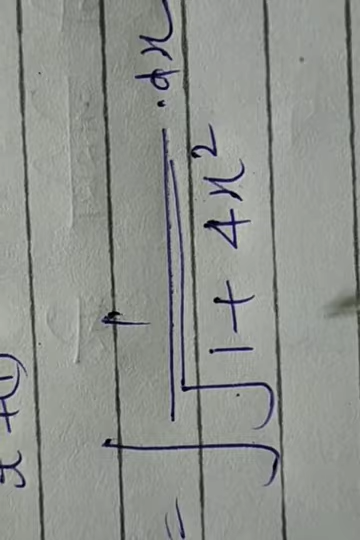 = ∫ 1/√(1 + 4x²) · dx